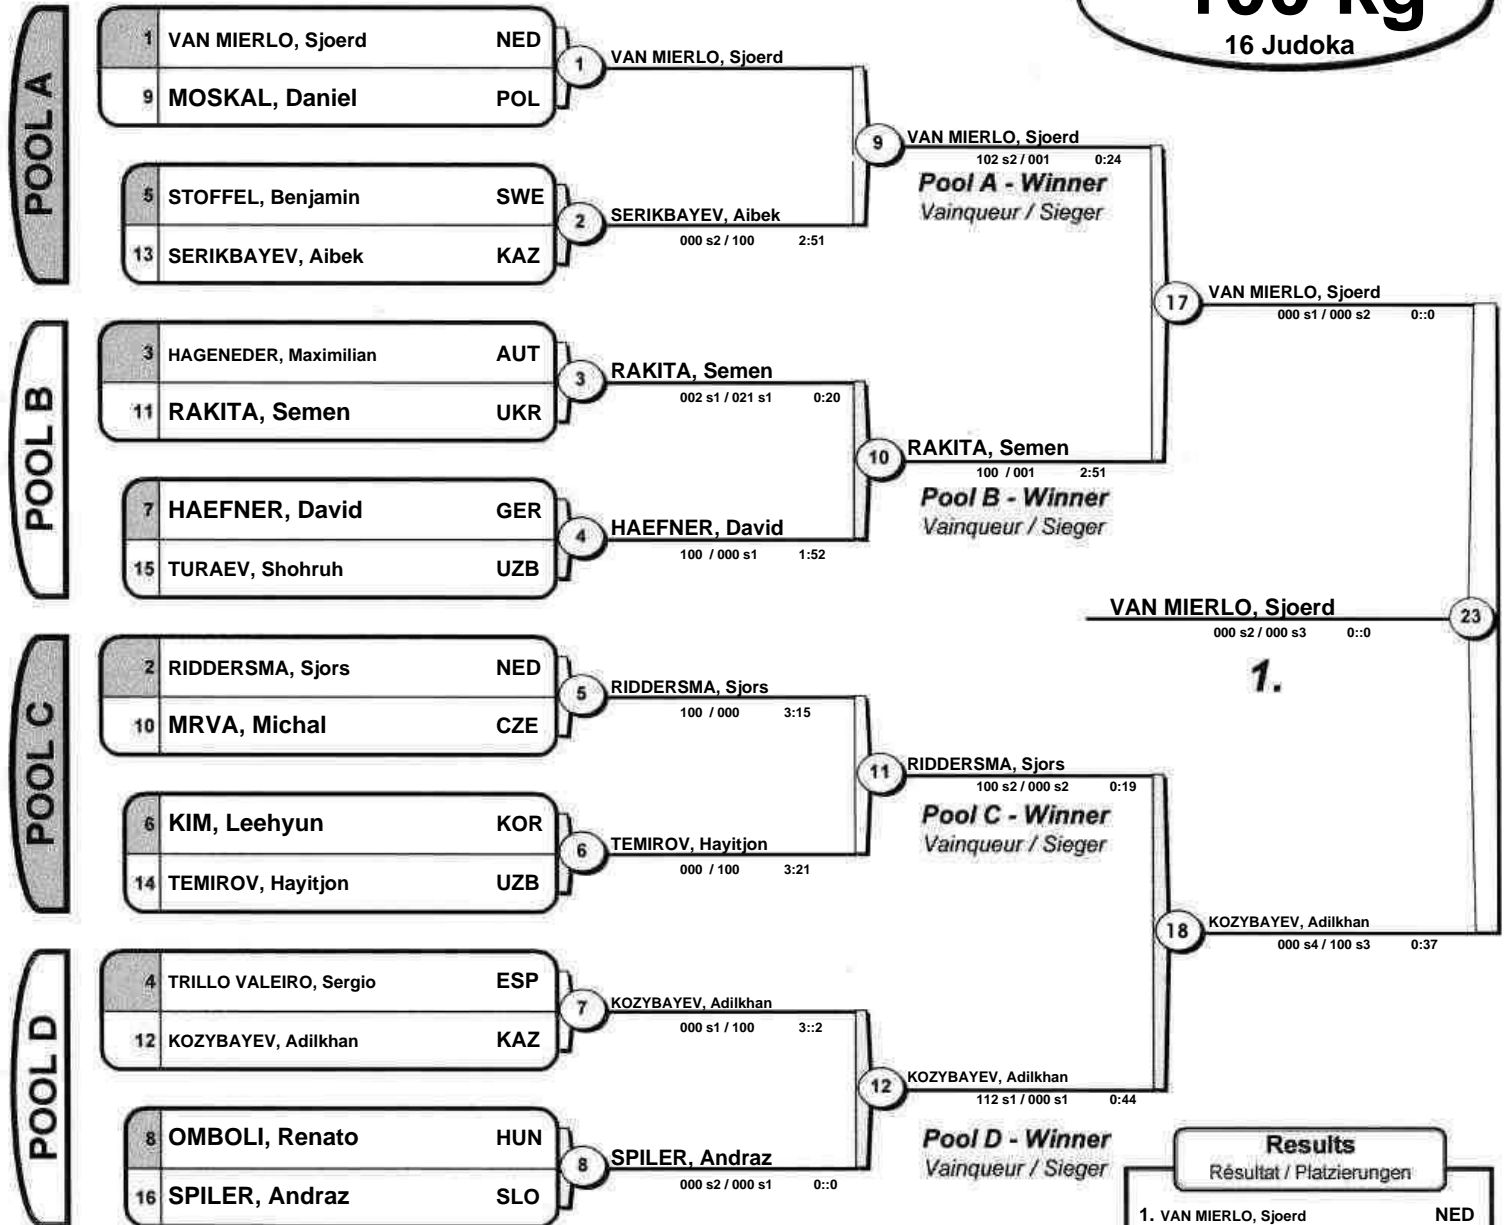 100 kg
16 Judoka
POOL A
1 VAN MIERLO, Sjoerd NED
9 MOSKAL, Daniel POL
1 VAN MIERLO, Sjoerd
5 STOFFEL, Benjamin SWE
13 SERIKBAYEV, Aibek KAZ
2 SERIKBAYEV, Aibek
000 s2 / 100 2:51
9 VAN MIERLO, Sjoerd
102 s2 / 001 0:24
Pool A - Winner
Vainqueur / Sieger
POOL B
3 HAGENEDER, Maximilian AUT
11 RAKITA, Semen UKR
3 RAKITA, Semen
002 s1 / 021 s1 0:20
7 HAEFNER, David GER
15 TURAEV, Shohruh UZB
4 HAEFNER, David
100 / 000 s1 1:52
10 RAKITA, Semen
100 / 001 2:51
Pool B - Winner
Vainqueur / Sieger
17 VAN MIERLO, Sjoerd
000 s1 / 000 s2 0::0
VAN MIERLO, Sjoerd 23
000 s2 / 000 s3 0::0
1.
POOL C
2 RIDDERSMA, Sjors NED
10 MRVA, Michal CZE
5 RIDDERSMA, Sjors
100 / 000 3:15
6 KIM, Leehyun KOR
14 TEMIROV, Hayitjon UZB
6 TEMIROV, Hayitjon
000 / 100 3:21
11 RIDDERSMA, Sjors
100 s2 / 000 s2 0:19
Pool C - Winner
Vainqueur / Sieger
18 KOZYBAYEV, Adilkhan
000 s4 / 100 s3 0:37
POOL D
4 TRILLO VALEIRO, Sergio ESP
12 KOZYBAYEV, Adilkhan KAZ
7 KOZYBAYEV, Adilkhan
000 s1 / 100 3::2
8 OMBOLI, Renato HUN
16 SPILER, Andraz SLO
8 SPILER, Andraz
000 s2 / 000 s1 0::0
12 KOZYBAYEV, Adilkhan
112 s1 / 000 s1 0:44
Pool D - Winner
Vainqueur / Sieger
Results
Résultat / Platzierungen
1. VAN MIERLO, Sjoerd NED